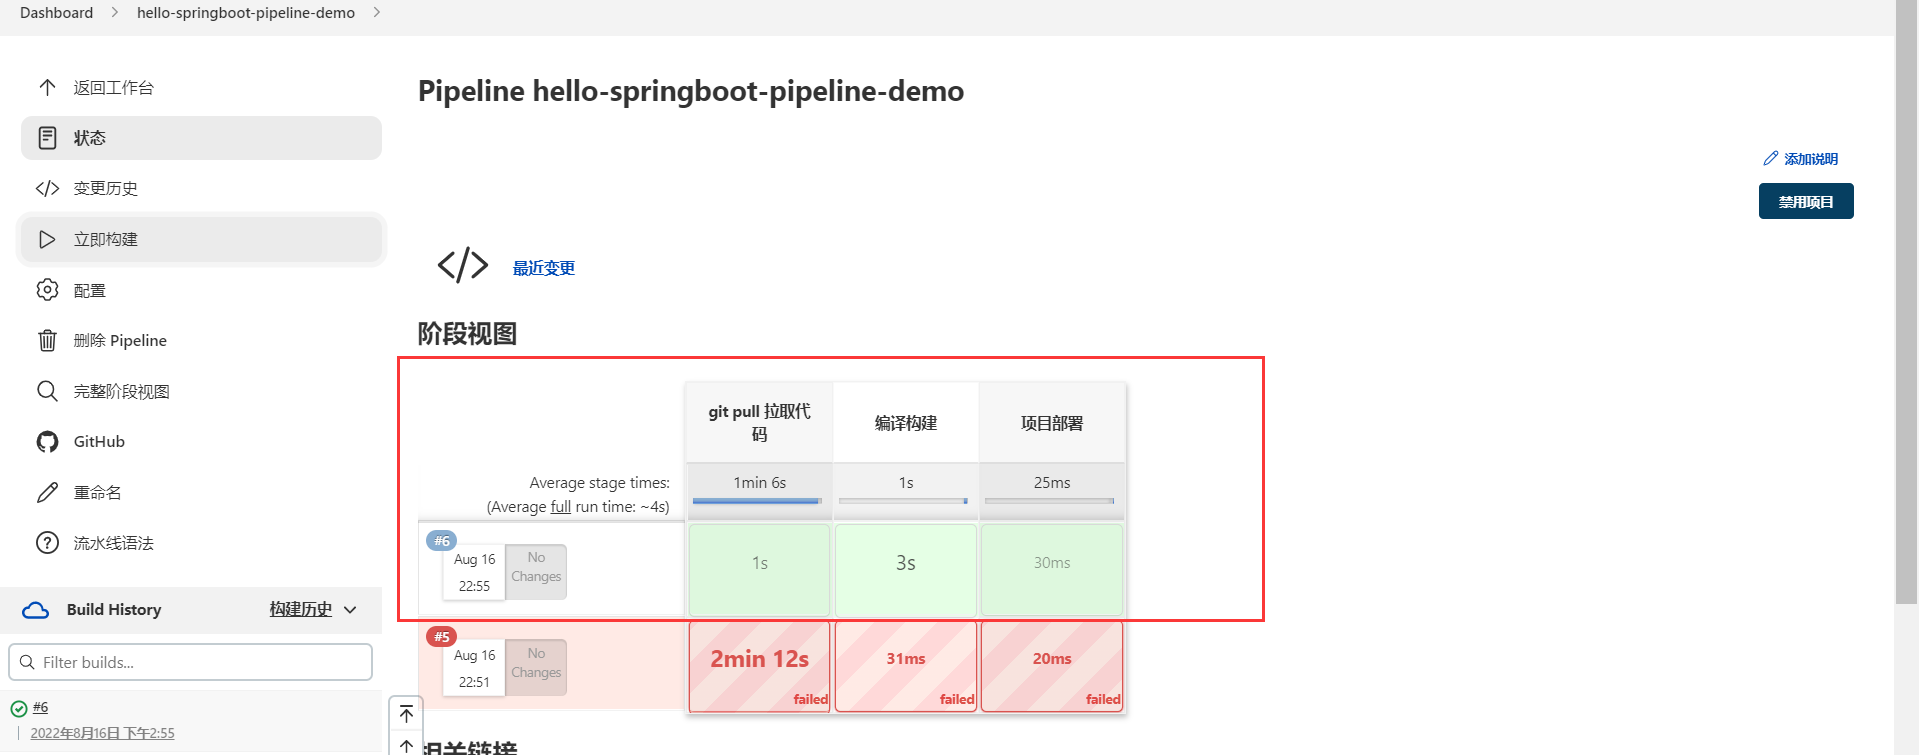 Dashboard
hello-springboot-pipeline-demo
返回工作台
状态
变更历史
立即构建
配置
删除 Pipeline
完整阶段视图
GitHub
重命名
流水线语法
Build History
构建历史
Filter builds...
#6
2022年8月16日 下午2:55
Pipeline hello-springboot-pipeline-demo
添加说明
禁用项目
最近变更
阶段视图
git pull 拉取代
码
编译构建
项目部署
Average stage times:
(Average full run time: ~4s)
1min 6s
1s
25ms
#6
Aug 16
22:55
No
Changes
1s
3s
30ms
#5
Aug 16
22:51
No
Changes
2min 12s
failed
31ms
failed
20ms
failed
相关链接